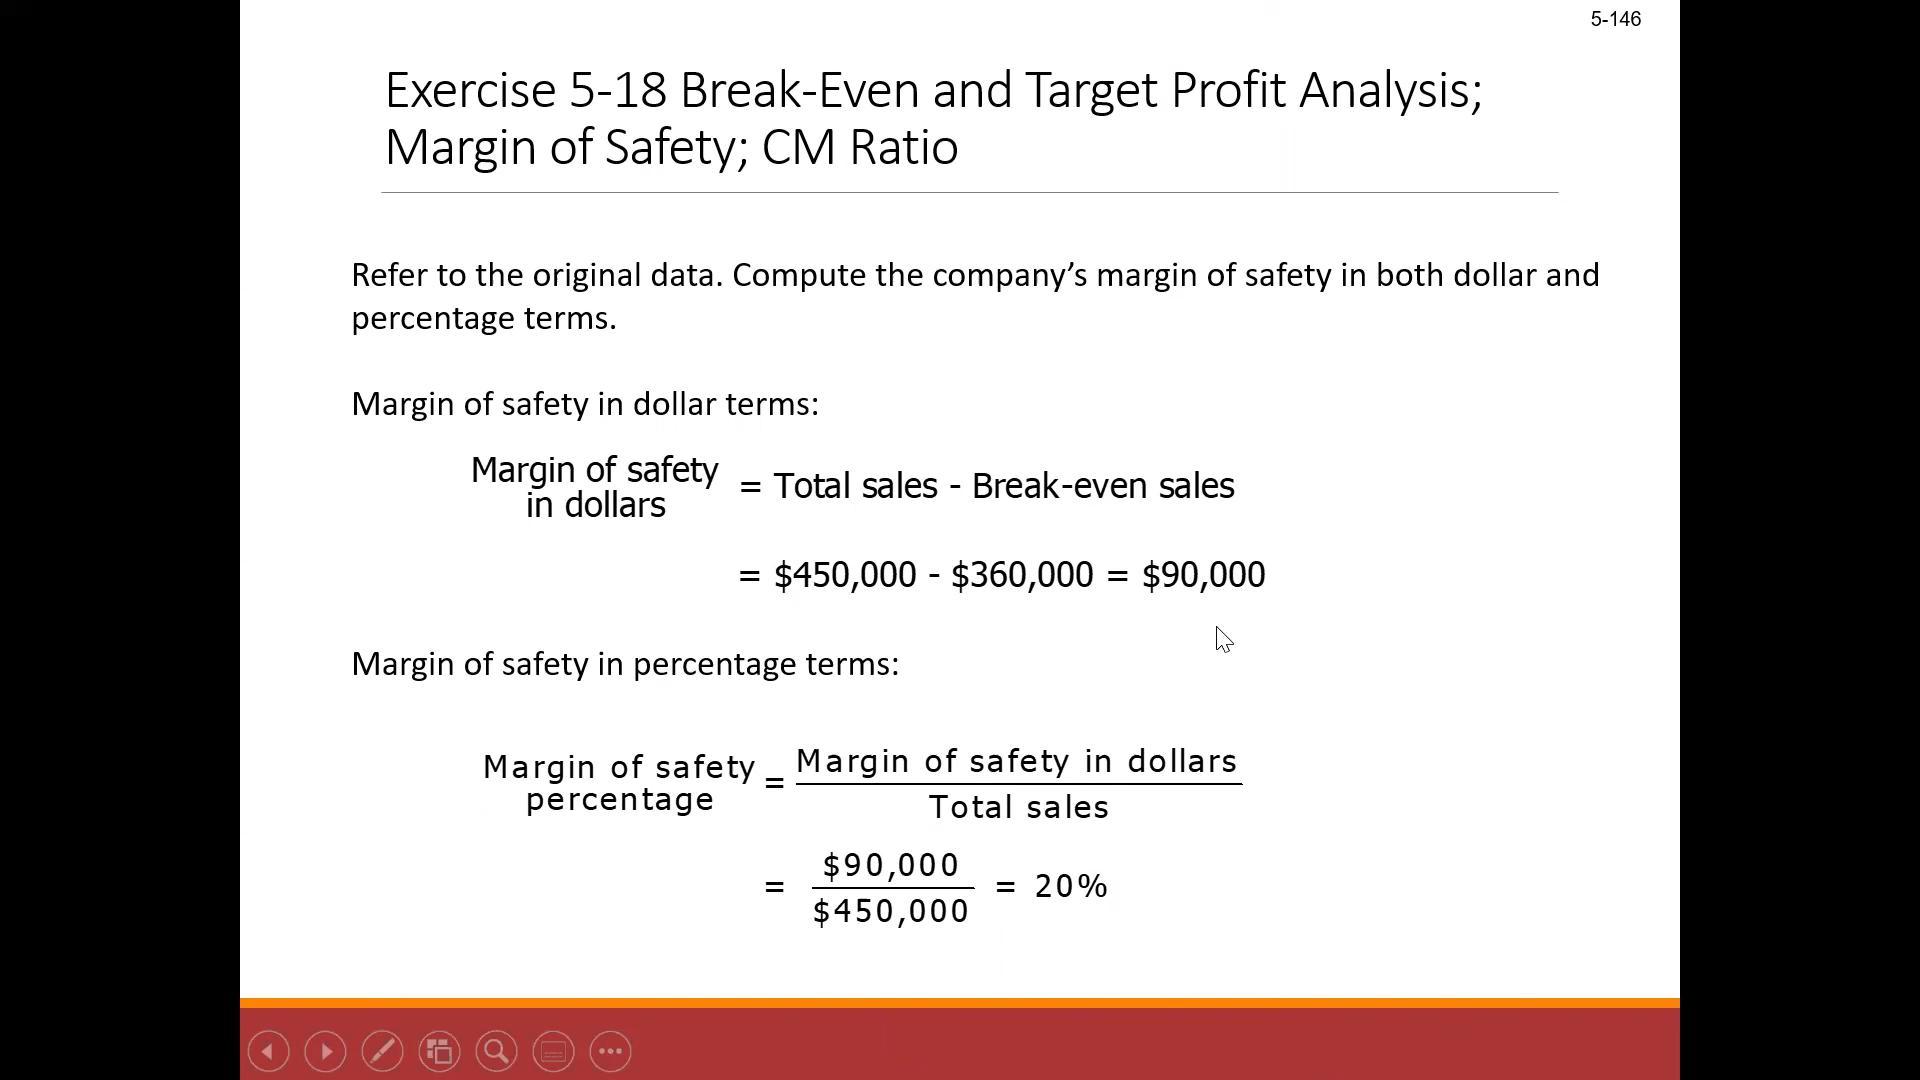 5-146
Exercise 5-18 Break-Even and Target Profit Analysis;
Margin of Safety; CM Ratio
Refer to the original data. Compute the company’s margin of safety in both dollar and
percentage terms.
Margin of safety in dollar terms:
Margin of safety
in dollars
= Total sales - Break-even sales
= $450,000 - $360,000 = $90,000
Margin of safety in percentage terms:
Margin of safety
percentage
=
Margin of safety in dollars
Total sales
=
$90,000
$450,000
= 20%